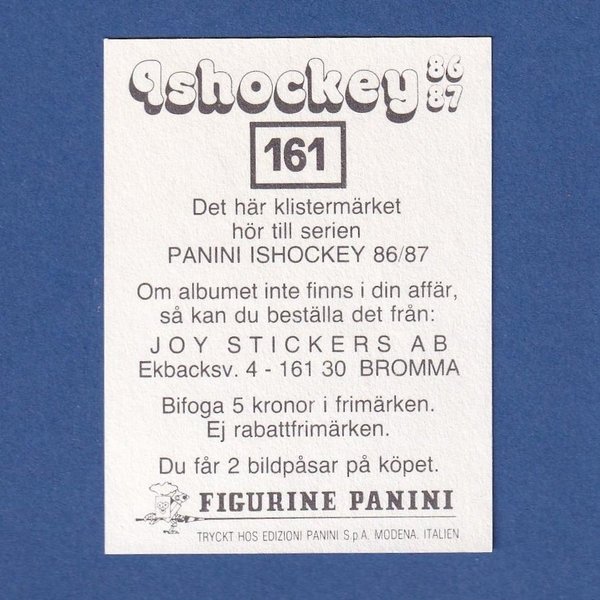 Ishockey 86
87
161
Det här klistermärket
hör till serien
PANINI ISHOCKEY 86/87
Om albumet inte finns i din affär,
så kan du beställa det från:
JOY STICKERS AB
Ekbacksv. 4 - 161 30 BROMMA
Bifoga 5 kronor i frimärken.
Ej rabattfrimärken.
Du får 2 bildpåsar på köpet.
FIGURINE PANINI
TRYCKT HOS EDIZIONI PANINI S.p.A. MODENA. ITALIEN